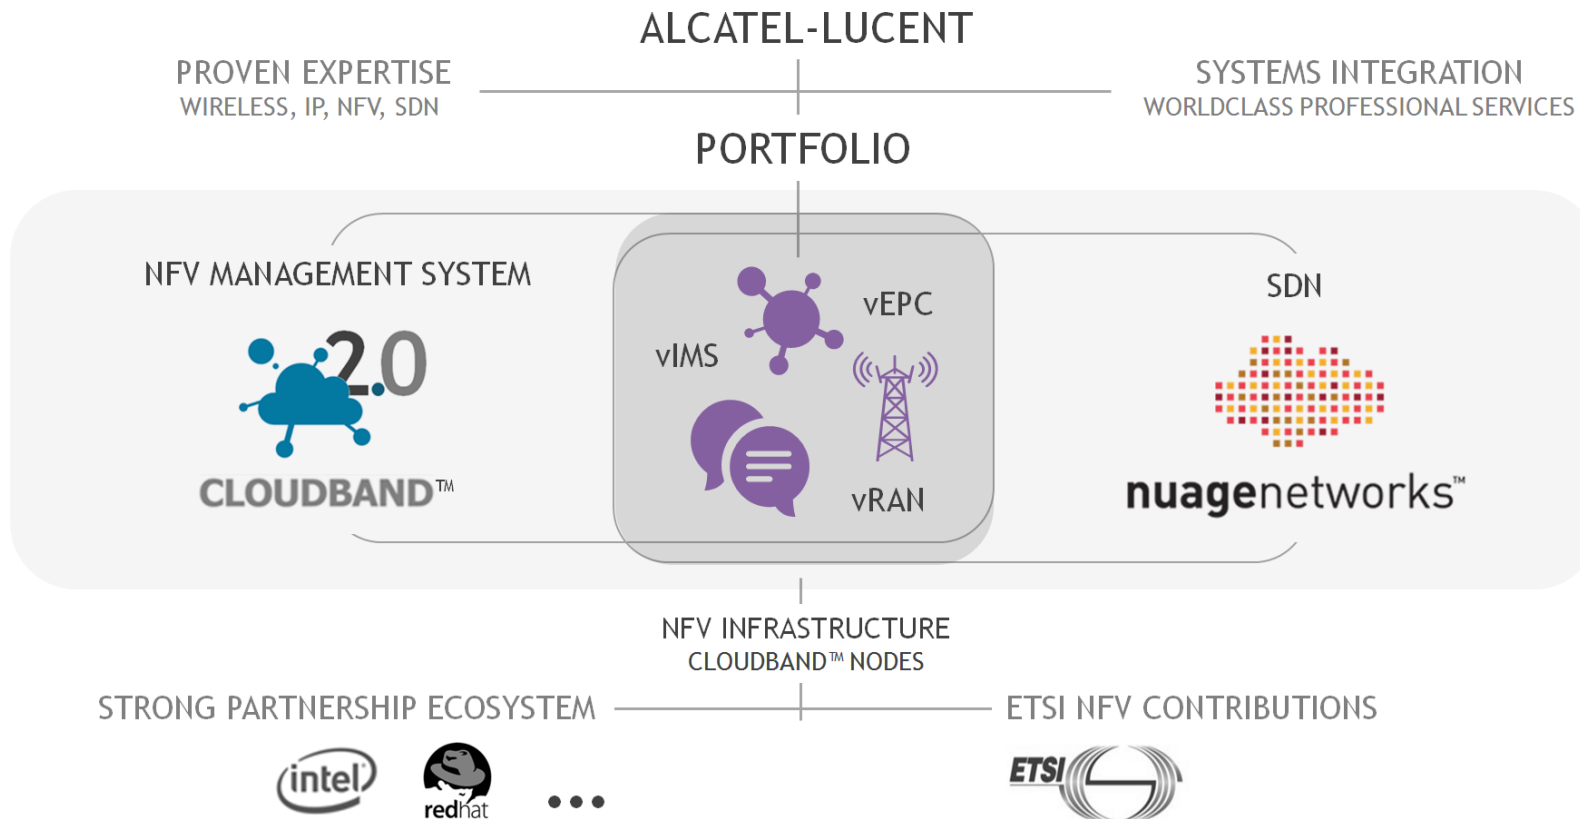 ALCATEL-LUCENT
PROVEN EXPERTISE
WIRELESS, IP, NFV, SDN
SYSTEMS INTEGRATION
WORLDCLASS PROFESSIONAL SERVICES
PORTFOLIO
NFV MANAGEMENT SYSTEM
2.0
CLOUDBAND™
vEPC
vIMS
vRAN
SDN
nuagenetworks™
NFV INFRASTRUCTURE
CLOUDBAND™ NODES
STRONG PARTNERSHIP ECOSYSTEM
ETSI NFV CONTRIBUTIONS
intel
redhat
...
ETSI